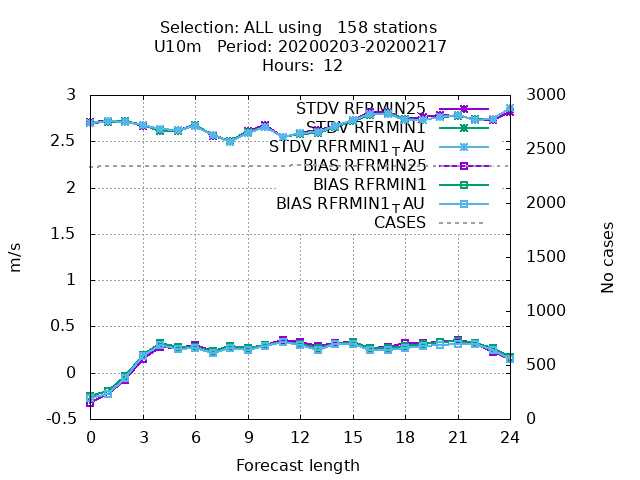 Selection: ALL using   158 stations
U10m   Period: 20200203-20200217
Hours: 12
3
2.5
2
1.5
1
0.5
0
-0.5
m/s
STDV RFRMIN25
STDV RFRMIN1
STDV RFRMIN1TAU
BIAS RFRMIN25
BIAS RFRMIN1
BIAS RFRMIN1TAU
CASES
3000
2500
2000
1500
1000
500
0
No cases
0 3 6 9 12 15 18 21 24
Forecast length